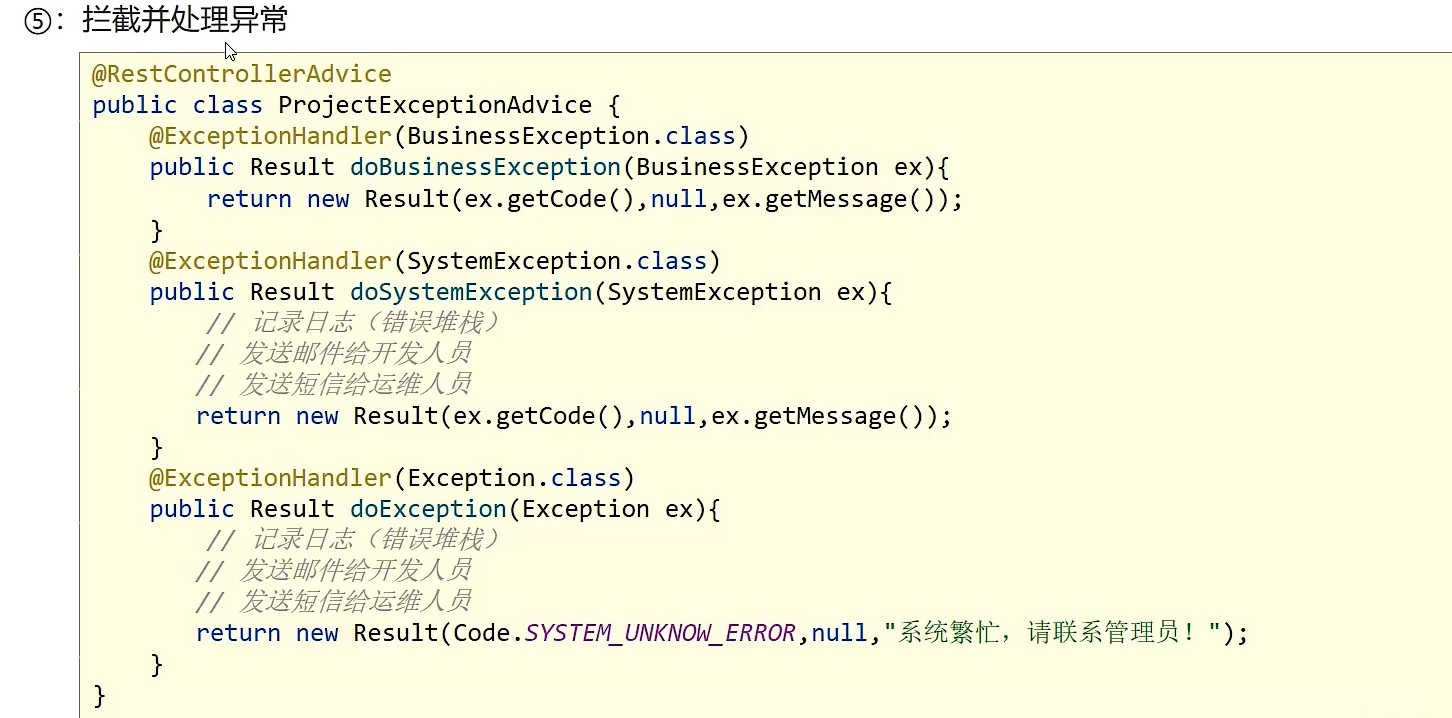 ⑤：拦截并处理异常
@RestControllerAdvice
public class ProjectExceptionAdvice {
    @ExceptionHandler(BusinessException.class)
    public Result doBusinessException(BusinessException ex){
        return new Result(ex.getCode(),null,ex.getMessage());
    }
    @ExceptionHandler(SystemException.class)
    public Result doSystemException(SystemException ex){
        // 记录日志（错误堆栈）
        // 发送邮件给开发人员
        // 发送短信给运维人员
        return new Result(ex.getCode(),null,ex.getMessage());
    }
    @ExceptionHandler(Exception.class)
    public Result doException(Exception ex){
        // 记录日志（错误堆栈）
        // 发送邮件给开发人员
        // 发送短信给运维人员
        return new Result(Code.SYSTEM_UNKNOW_ERROR,null,"系统繁忙，请联系管理员！");
    }
}